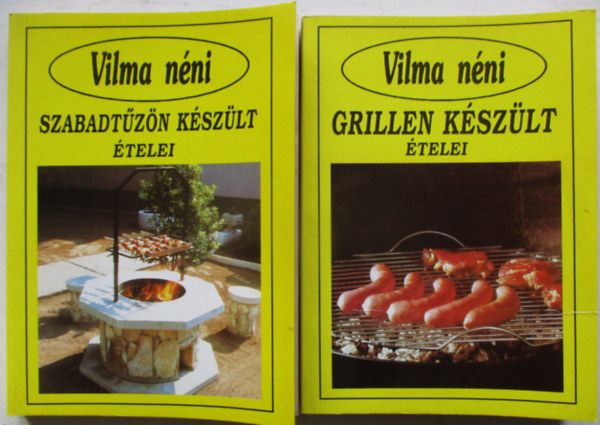 Vilma néni
SZABADTŰZÖN KÉSZÜLT
ÉTELEI
Vilma néni
GRILLEN KÉSZÜLT
ÉTELEI